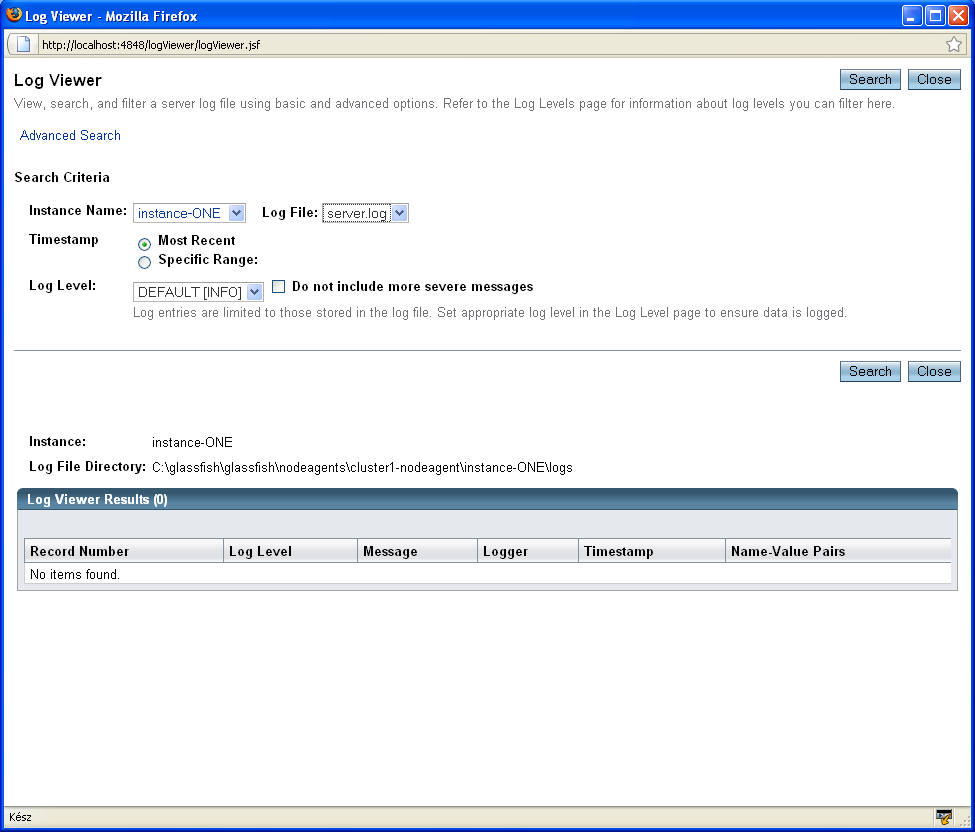 Log Viewer - Mozilla Firefox
http://localhost:4848/logViewer/logViewer.jsf
Log Viewer Search Close
View, search, and filter a server log file using basic and advanced options. Refer to the Log Levels page for information about log levels you can filter here.
Advanced Search
Search Criteria
Instance Name: instance-ONE Log File: server.log
Timestamp Most Recent
Specific Range:
Log Level: DEFAULT [INFO] Do not include more severe messages
Log entries are limited to those stored in the log file. Set appropriate log level in the Log Level page to ensure data is logged.
Search Close
Instance: instance-ONE
Log File Directory: C:\glassfish\glassfish\nodeagents\cluster1-nodeagent\instance-ONE\logs
Log Viewer Results (0)
Record Number Log Level Message Logger Timestamp Name-Value Pairs
No items found.
Kész